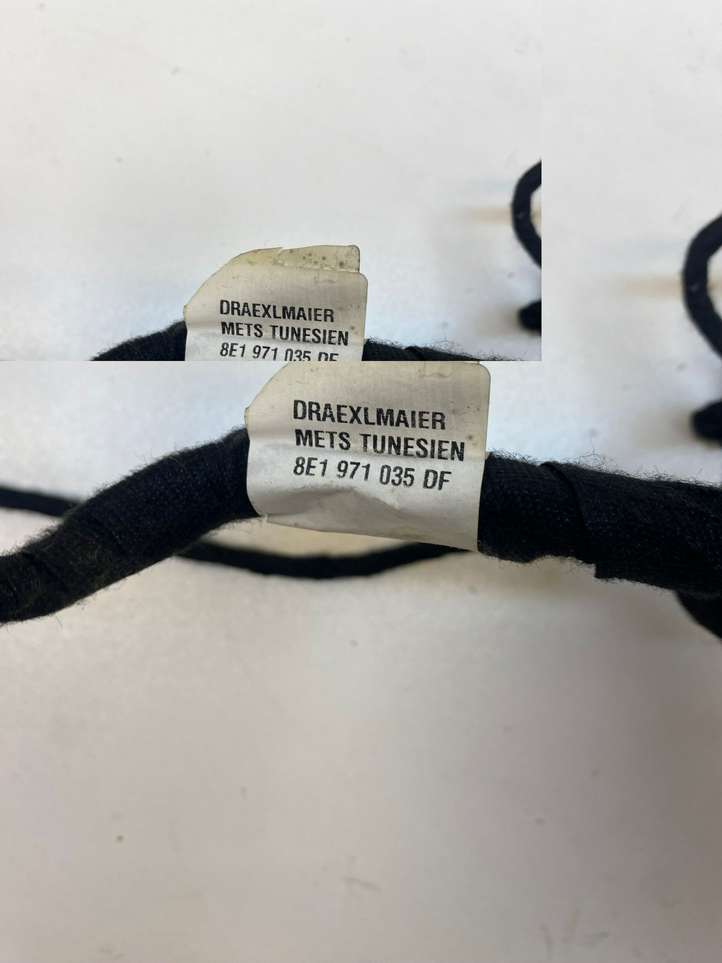 DRAEXLMAIER
METS TUNESIEN
8E1 971 035 DF
DRAEXLMAIER
METS TUNESIEN
8E1 971 035 DF